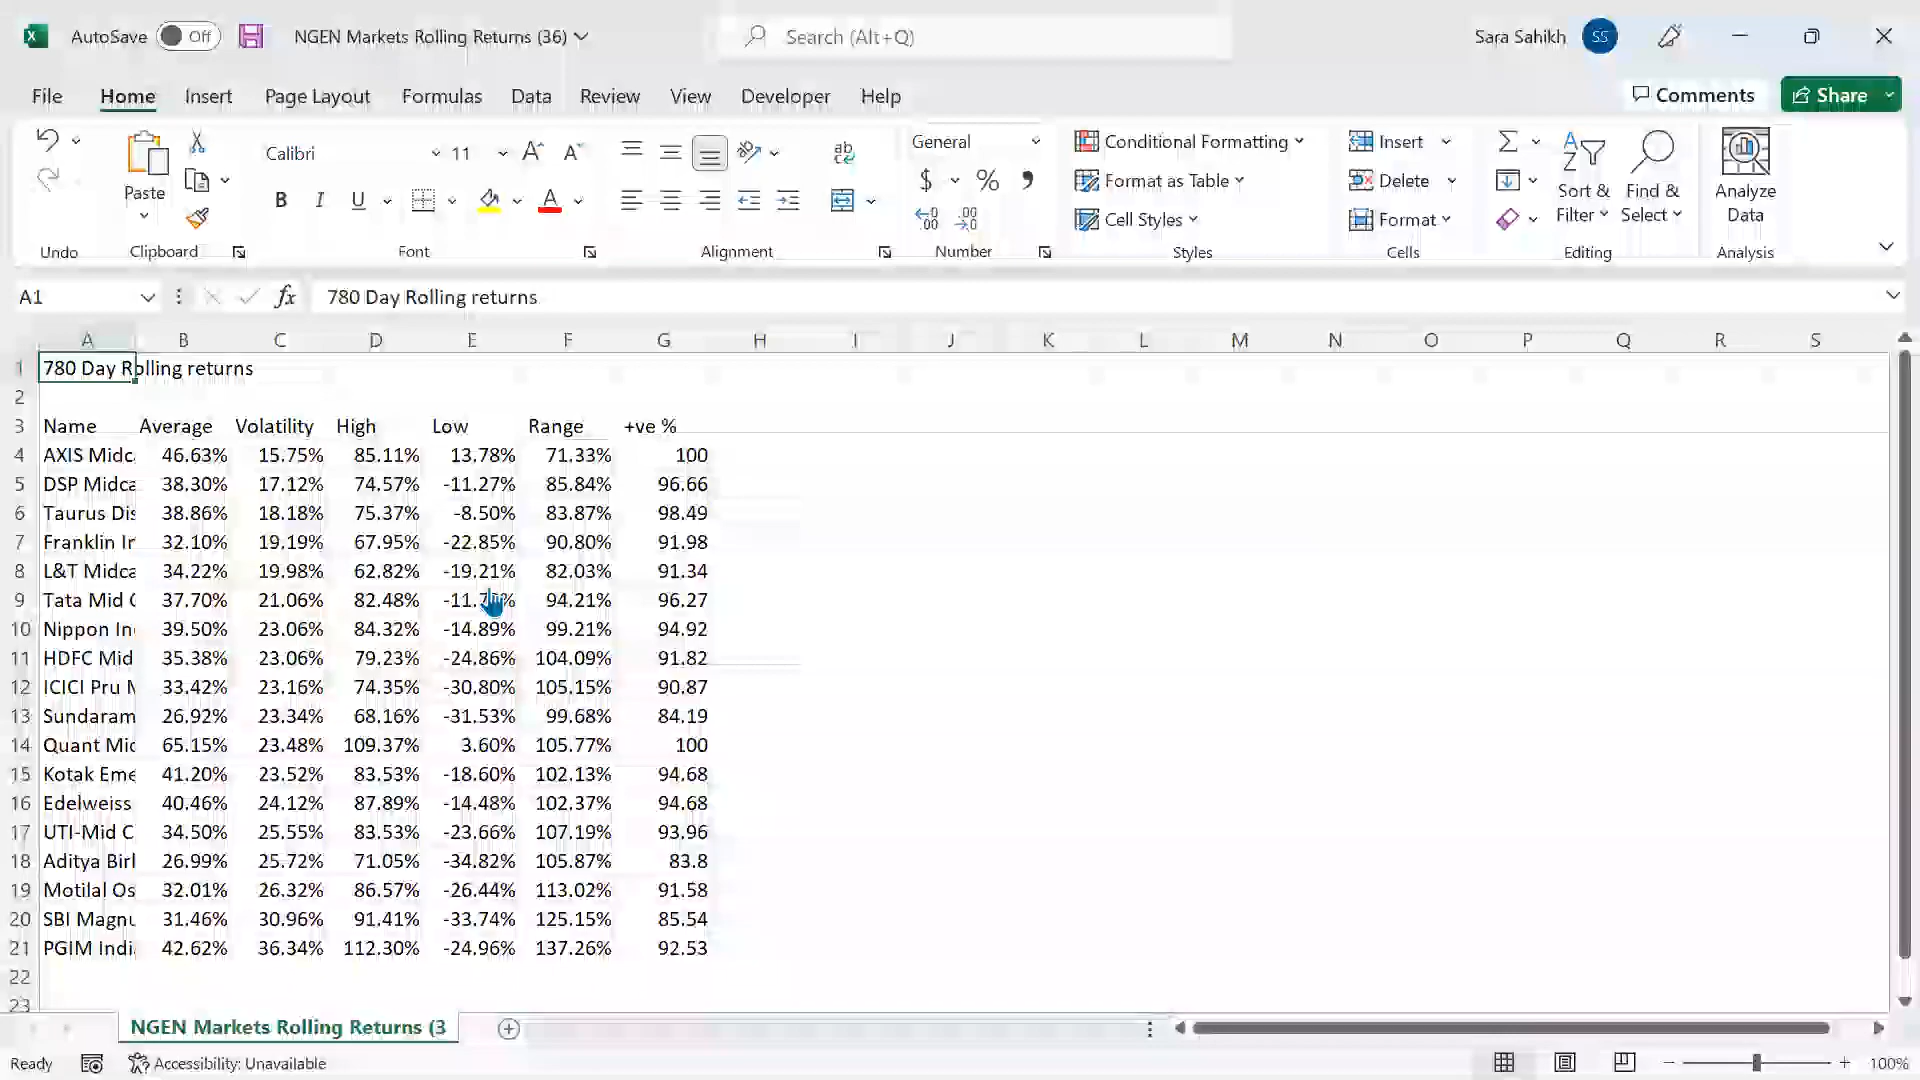 AutoSave Off NGEN Markets Rolling Returns (36) Search (Alt+Q) Sara Sahikh SS
File Home Insert Page Layout Formulas Data Review View Developer Help Comments Share
Paste Calibri 11 General Conditional Formatting Format as Table Cell Styles Insert Delete Format Sort & Filter Find & Select Analyze Data
Undo Clipboard Font Alignment Number Styles Cells Editing Analysis
A1 fx 780 Day Rolling returns
A B C D E F G H I J K L M N O P Q R S
1 780 Day Rolling returns
2
3 Name Average Volatility High Low Range +ve %
4 AXIS Midc 46.63% 15.75% 85.11% 13.78% 71.33% 100
5 DSP Midca 38.30% 17.12% 74.57% -11.27% 85.84% 96.66
6 Taurus Dis 38.86% 18.18% 75.37% -8.50% 83.87% 98.49
7 Franklin In 32.10% 19.19% 67.95% -22.85% 90.80% 91.98
8 L&T Midca 34.22% 19.98% 62.82% -19.21% 82.03% 91.34
9 Tata Mid C 37.70% 21.06% 82.48% 94.21% 96.27
10 Nippon In 39.50% 23.06% 84.32% -14.89% 99.21% 94.92
11 HDFC Mid 35.38% 23.06% 79.23% -24.86% 104.09% 91.82
12 ICICI Pru M 33.42% 23.16% 74.35% -30.80% 105.15% 90.87
13 Sundaram 26.92% 23.34% 68.16% -31.53% 99.68% 84.19
14 Quant Mid 65.15% 23.48% 109.37% 3.60% 105.77% 100
15 Kotak Eme 41.20% 23.52% 83.53% -18.60% 102.13% 94.68
16 Edelweiss 40.46% 24.12% 87.89% -14.48% 102.37% 94.68
17 UTI-Mid C 34.50% 25.55% 83.53% -23.66% 107.19% 93.96
18 Aditya Birl 26.99% 25.72% 71.05% -34.82% 105.87% 83.8
19 Motilal Os 32.01% 26.32% 86.57% -26.44% 113.02% 91.58
20 SBI Magnu 31.46% 30.96% 91.41% -33.74% 125.15% 85.54
21 PGIM Indi 42.62% 36.34% 112.30% -24.96% 137.26% 92.53
22
23
NGEN Markets Rolling Returns (3
Ready Accessibility: Unavailable 100%